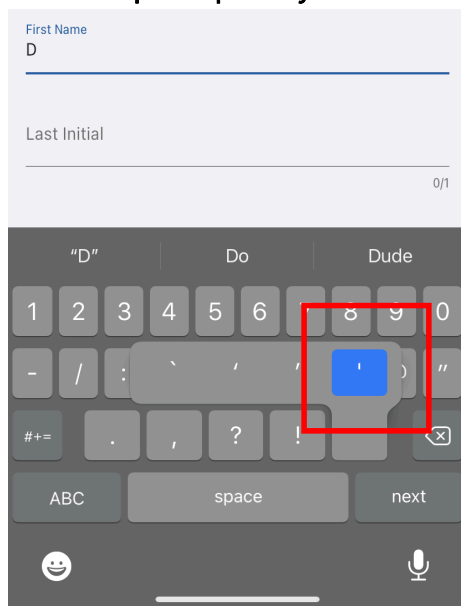 First Name
D
Last Initial
0/1
"D" Do Dude
1 2 3 4 5 6 8 9 0
- / : ` ‘ ’ ' "
#+= . , ? !
ABC space next